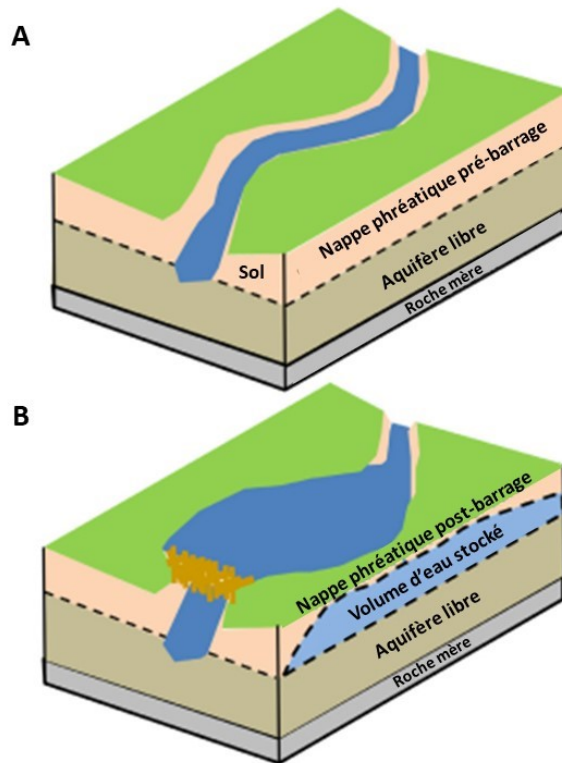 A
Nappe phréatique pré-barrage
Sol
Aquifère libre
Roche mère
B
Nappe phréatique post-barrage
Volume d'eau stocké
Aquifère libre
Roche mère